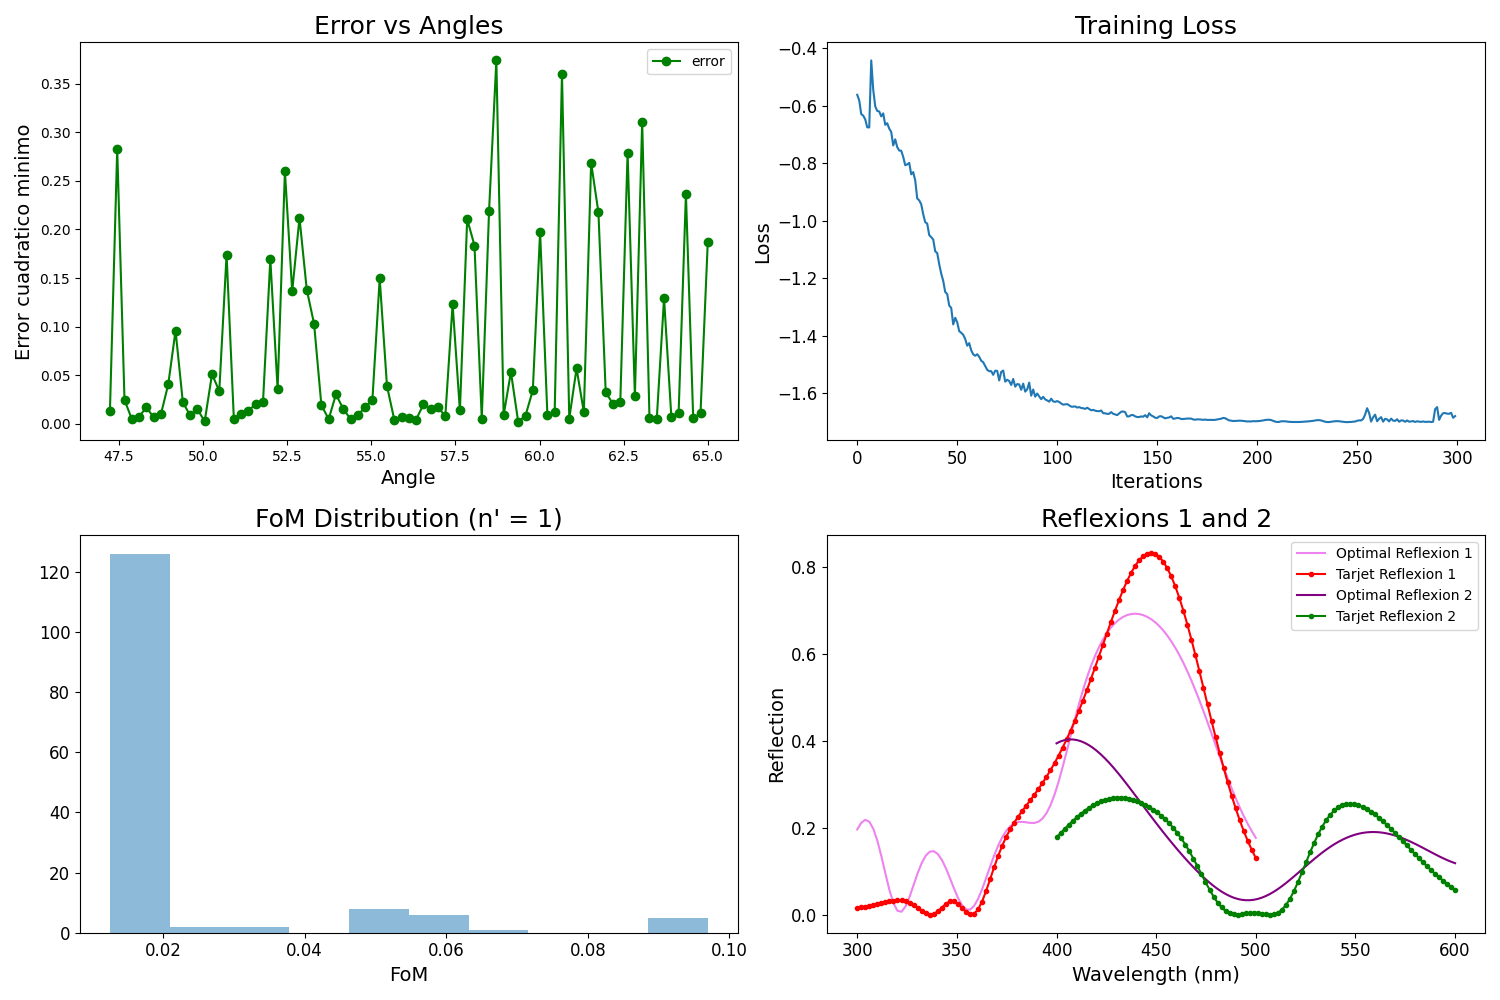 Error vs Angles
error
Error cuadratico minimo
0.35
0.30
0.25
0.20
0.15
0.10
0.05
0.00
47.5 50.0 52.5 55.0 57.5 60.0 62.5 65.0
Angle
Training Loss
Loss
−0.4
−0.6
−0.8
−1.0
−1.2
−1.4
−1.6
0 50 100 150 200 250 300
Iterations
FoM Distribution (n' = 1)
120
100
80
60
40
20
0
0.02 0.04 0.06 0.08 0.10
FoM
Reflexions 1 and 2
Optimal Reflexion 1
Tarjet Reflexion 1
Optimal Reflexion 2
Tarjet Reflexion 2
Reflection
0.8
0.6
0.4
0.2
0.0
300 350 400 450 500 550 600
Wavelength (nm)